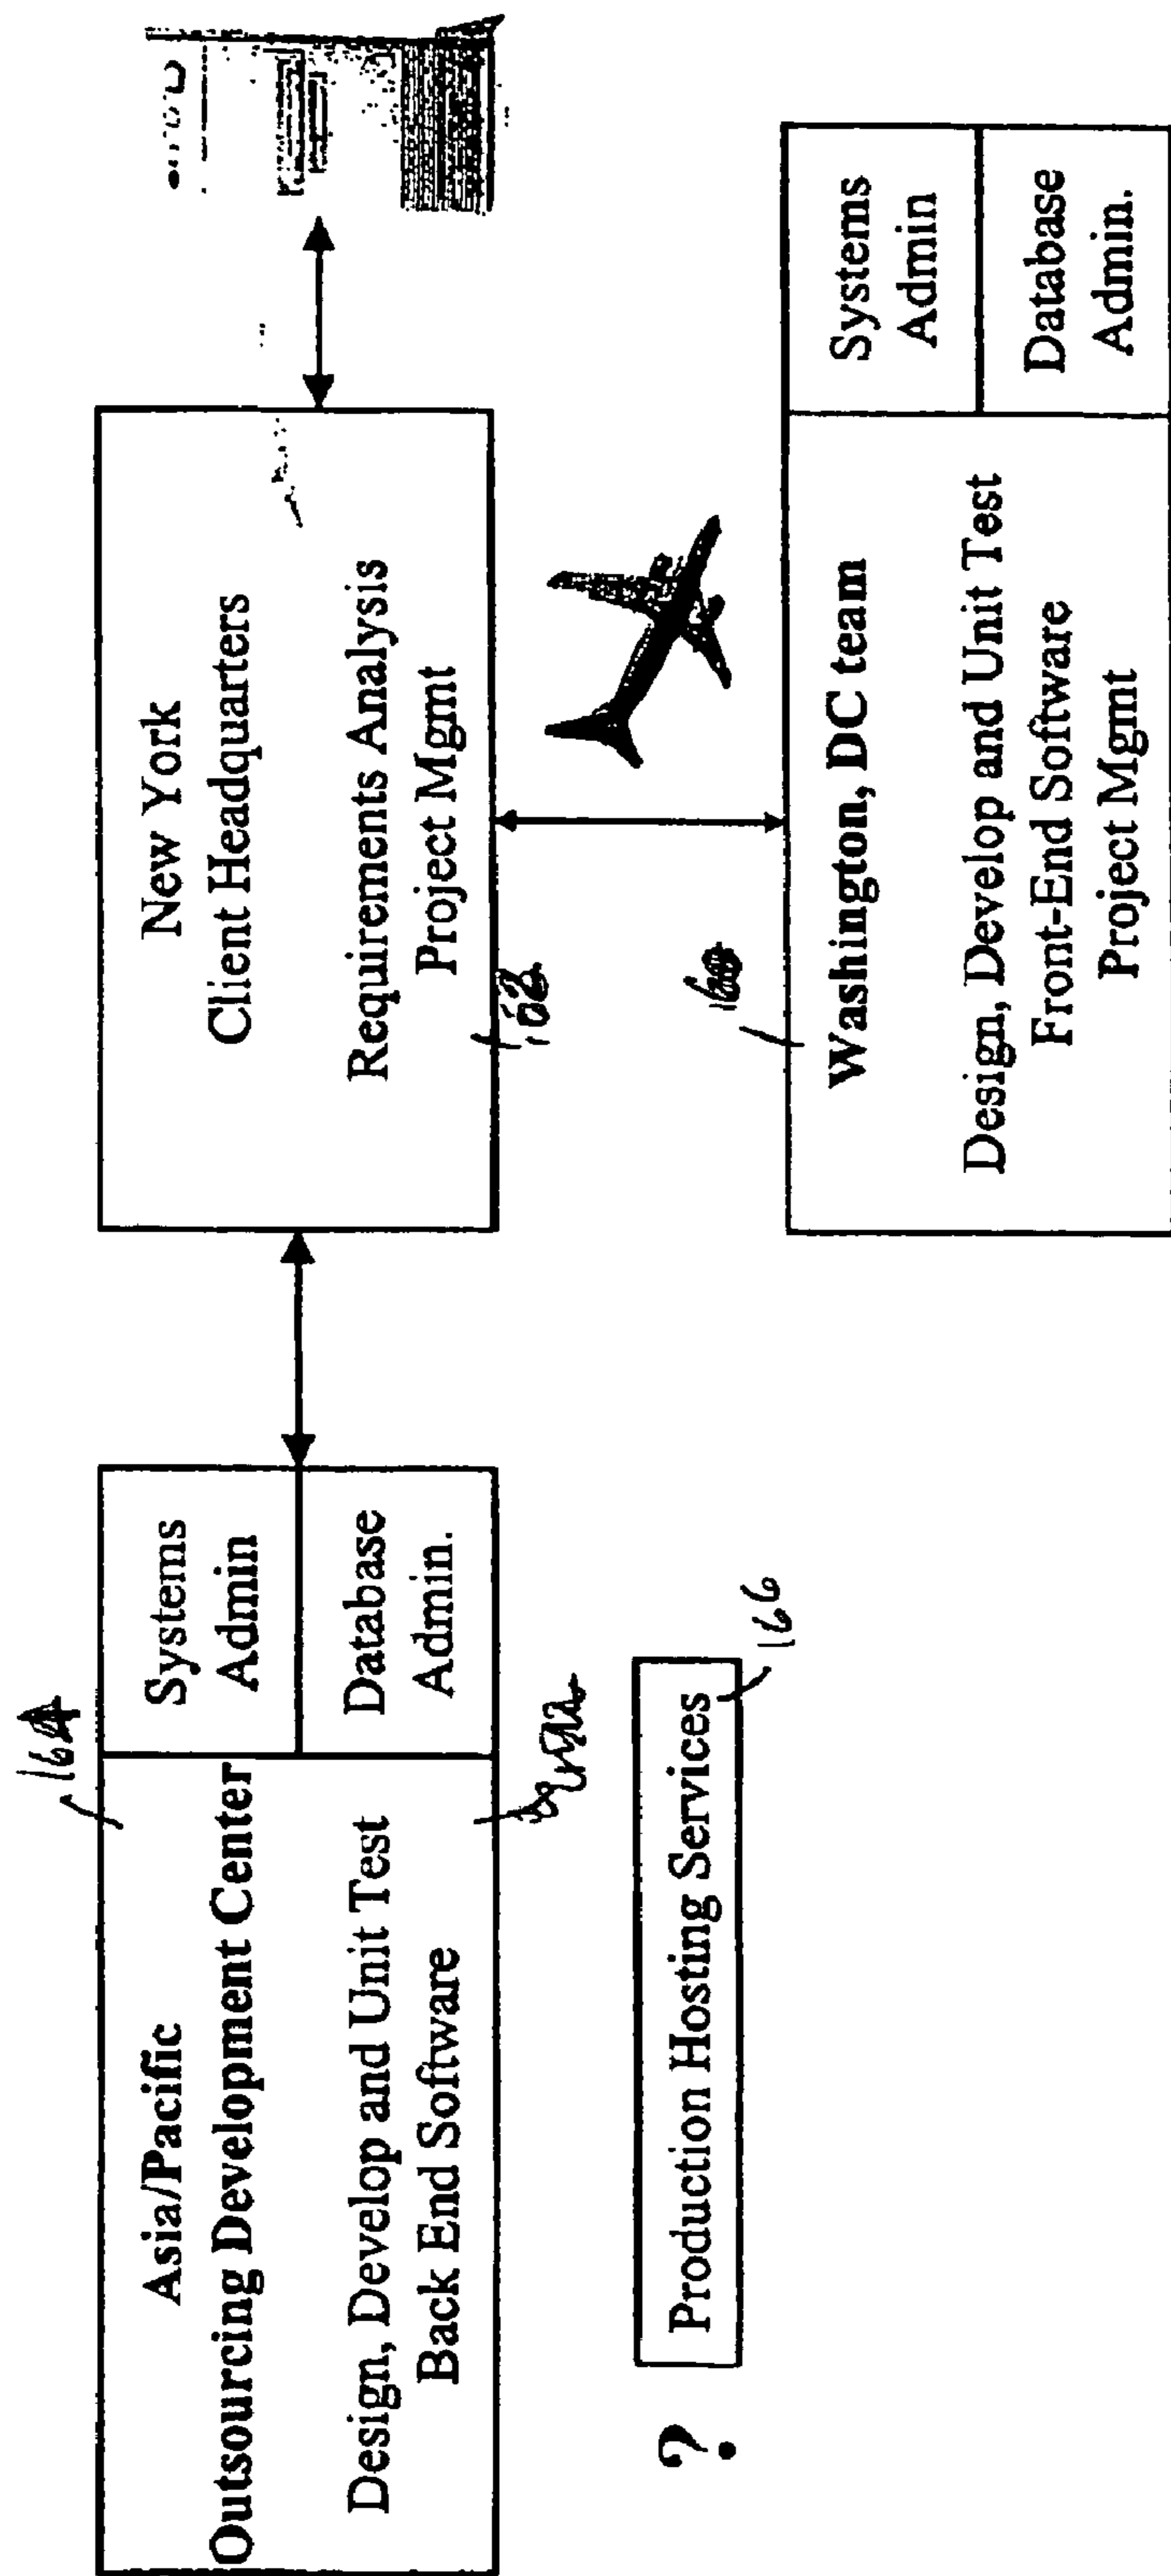 164
Asia/Pacific
Outsourcing Development Center
Design, Develop and Unit Test
Back End Software
Systems
Admin
Database
Admin.
New York
Client Headquarters
Requirements Analysis
Project Mgmt
162
?
Production Hosting Services
166
Washington, DC team
Design, Develop and Unit Test
Front-End Software
Project Mgmt
Systems
Admin
Database
Admin.